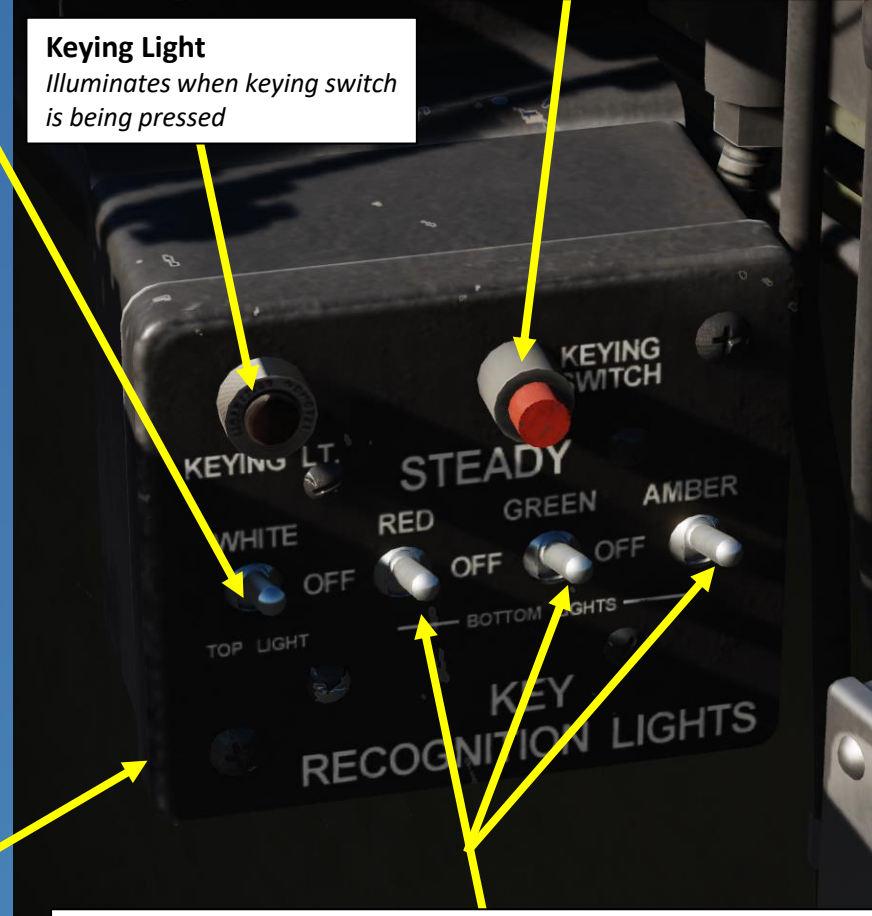 Keying Light
Illuminates when keying switch
is being pressed
KEYING
SWITCH
KEYING LT.
STEADY
WHITE RED GREEN AMBER
OFF OFF OFF
TOP LIGHT BOTTOM LIGHTS
KEY
RECOGNITION LIGHTS